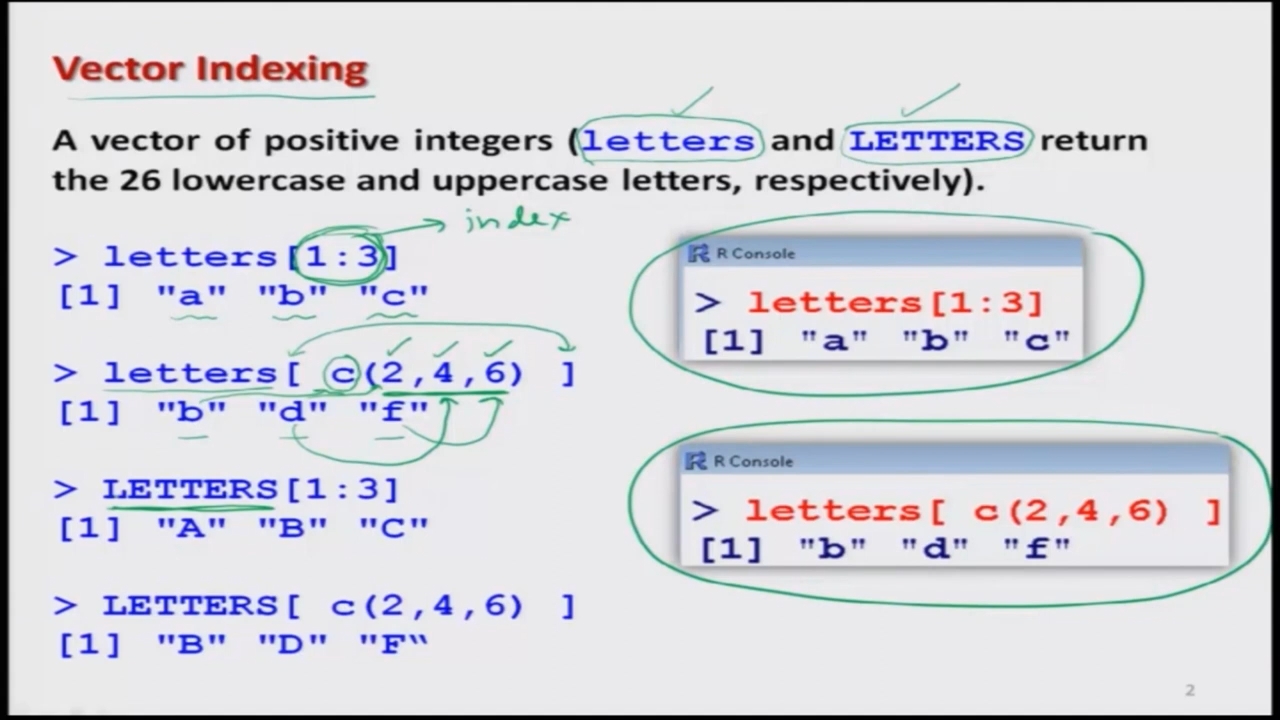 Vector Indexing
A vector of positive integers (letters and LETTERS return
the 26 lowercase and uppercase letters, respectively).
index
> letters[1:3]
[1] "a" "b" "c"
> letters[ c(2,4,6) ]
[1] "b" "d" "f"
> LETTERS[1:3]
[1] "A" "B" "C"
> LETTERS[ c(2,4,6) ]
[1] "B" "D" "F“
R Console
> letters[1:3]
[1] "a" "b" "c"
R Console
> letters[ c(2,4,6) ]
[1] "b" "d" "f"
2